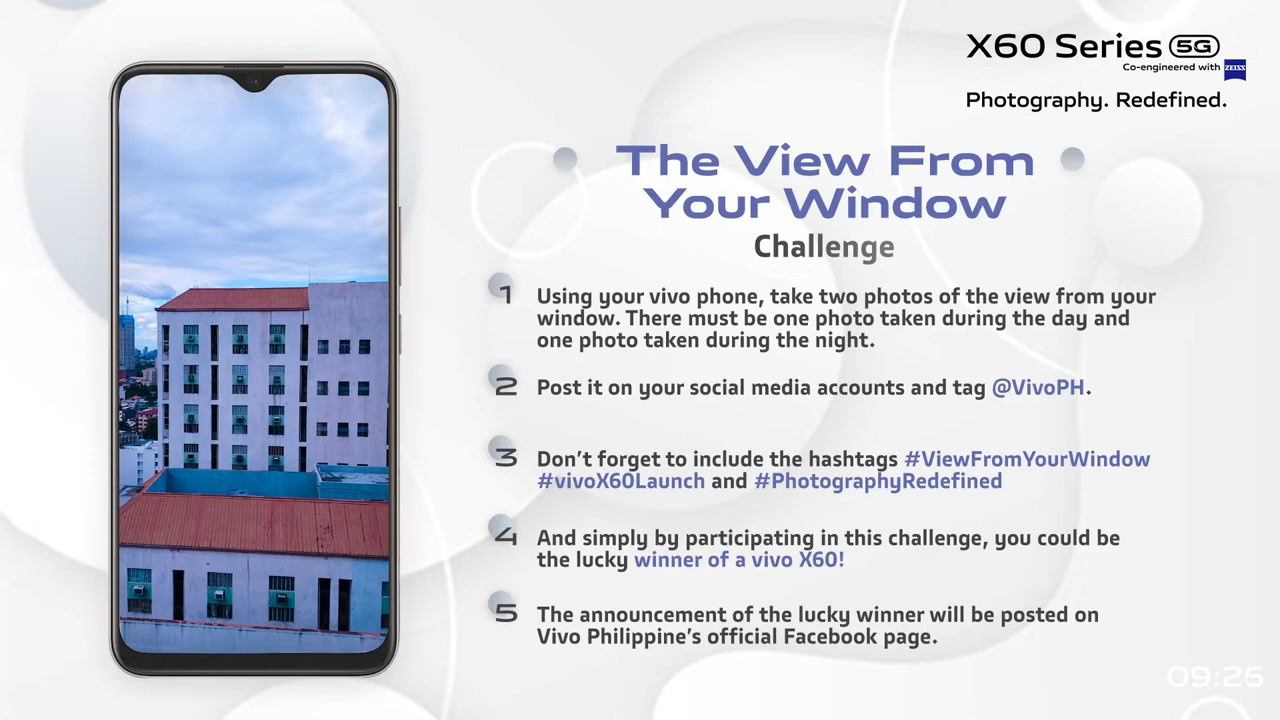 X60 Series 5G
Co-engineered with ZEISS
Photography. Redefined.
The View From
Your Window
Challenge
1 Using your vivo phone, take two photos of the view from your
window. There must be one photo taken during the day and
one photo taken during the night.
2 Post it on your social media accounts and tag @VivoPH.
3 Don't forget to include the hashtags #ViewFromYourWindow
#vivoX60Launch and #PhotographyRedefined
4 And simply by participating in this challenge, you could be
the lucky winner of a vivo X60!
5 The announcement of the lucky winner will be posted on
Vivo Philippine's official Facebook page.
09:26